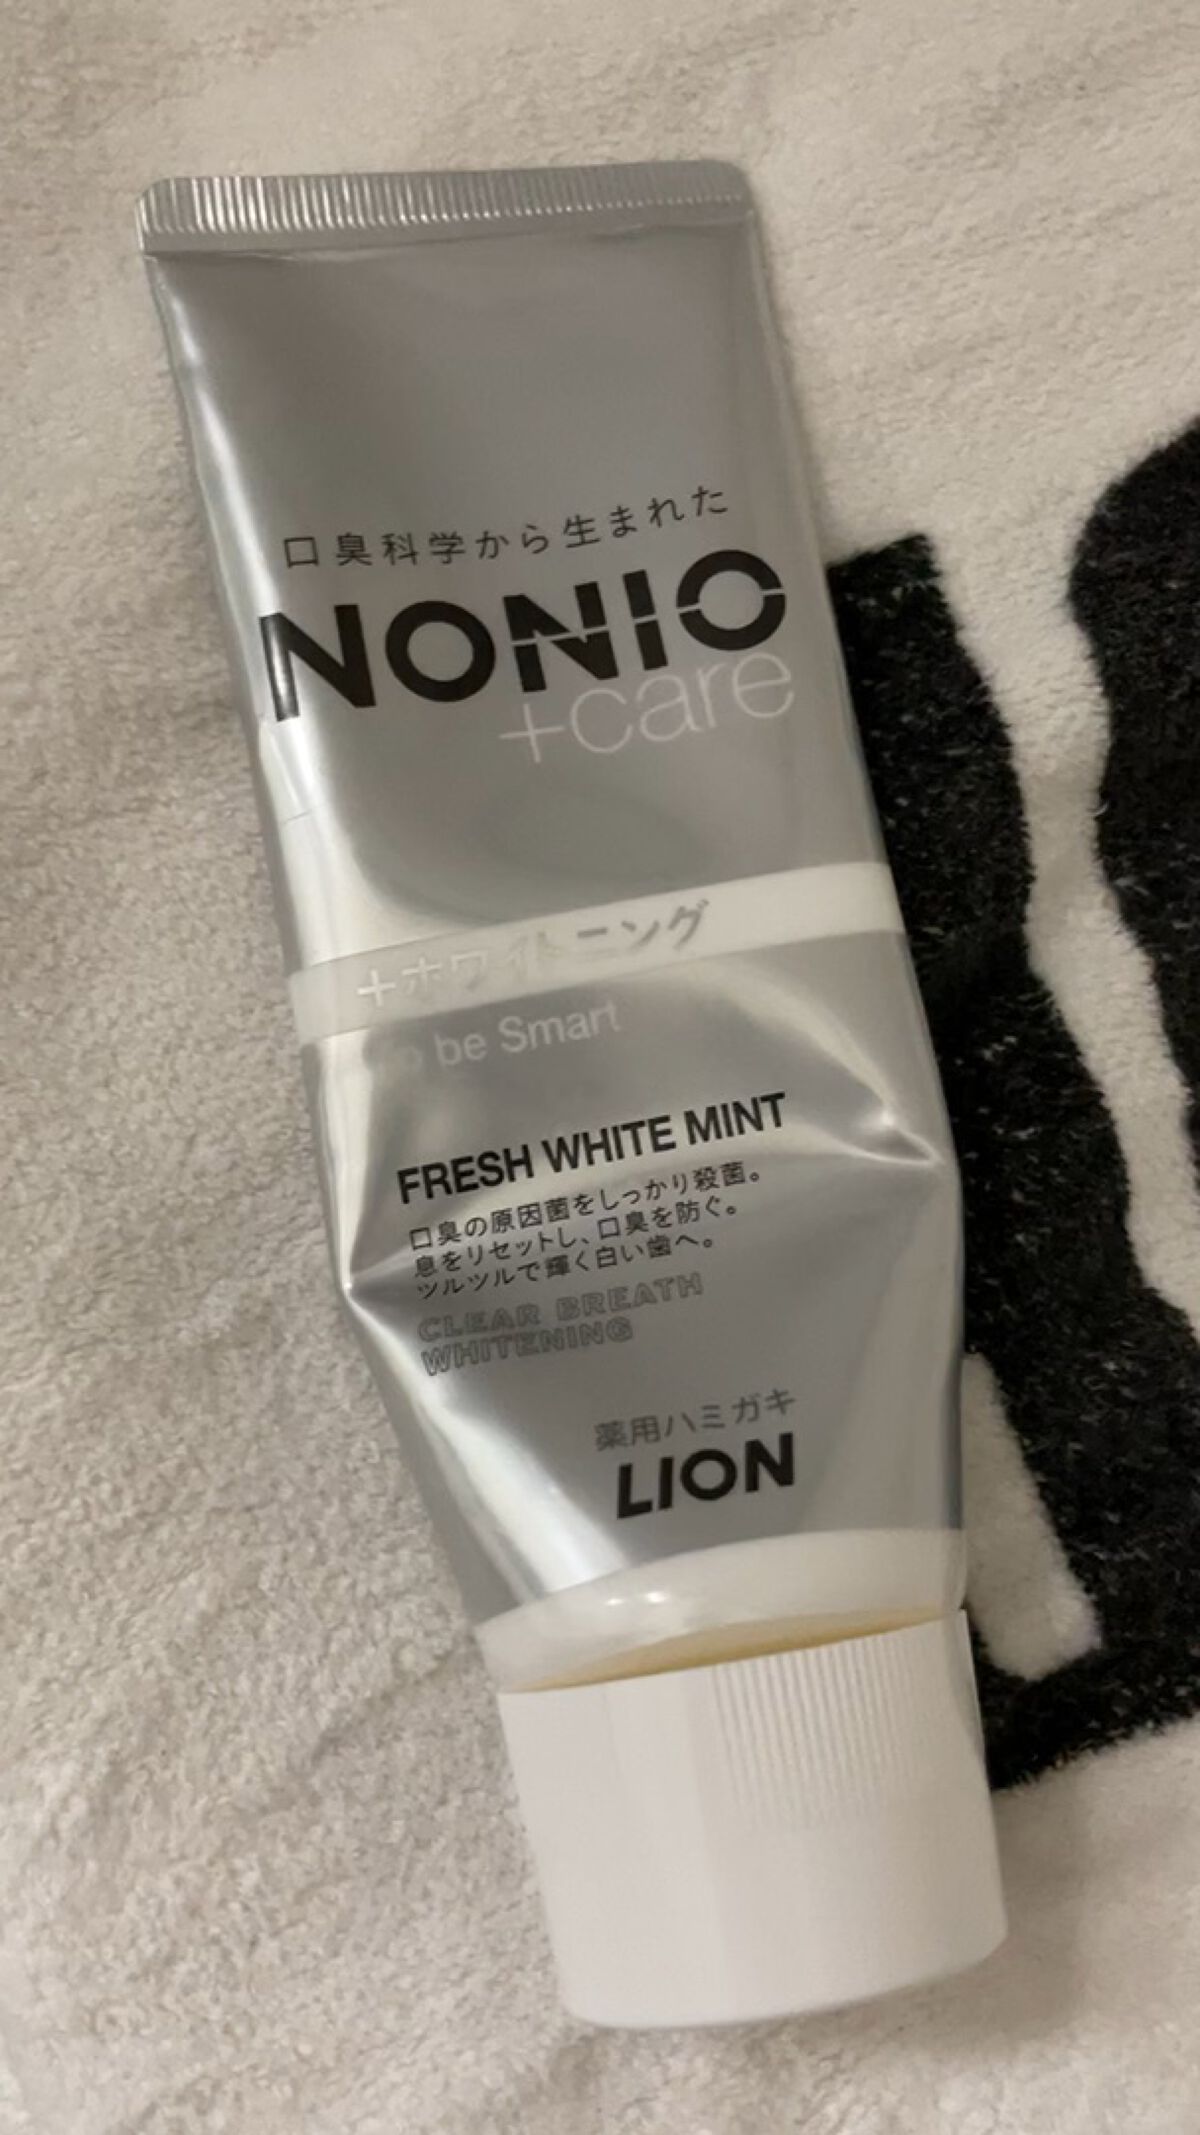 口臭科学から生まれた
NONIO
+care
+ホワイトニング
to be Smart
FRESH WHITE MINT
口臭の原因菌をしっかり殺菌。
息をリセットし、口臭を防ぐ。
ツルツルで輝く白い歯へ。
CLEAR BREATH
WHITENING
薬用ハミガキ
LION